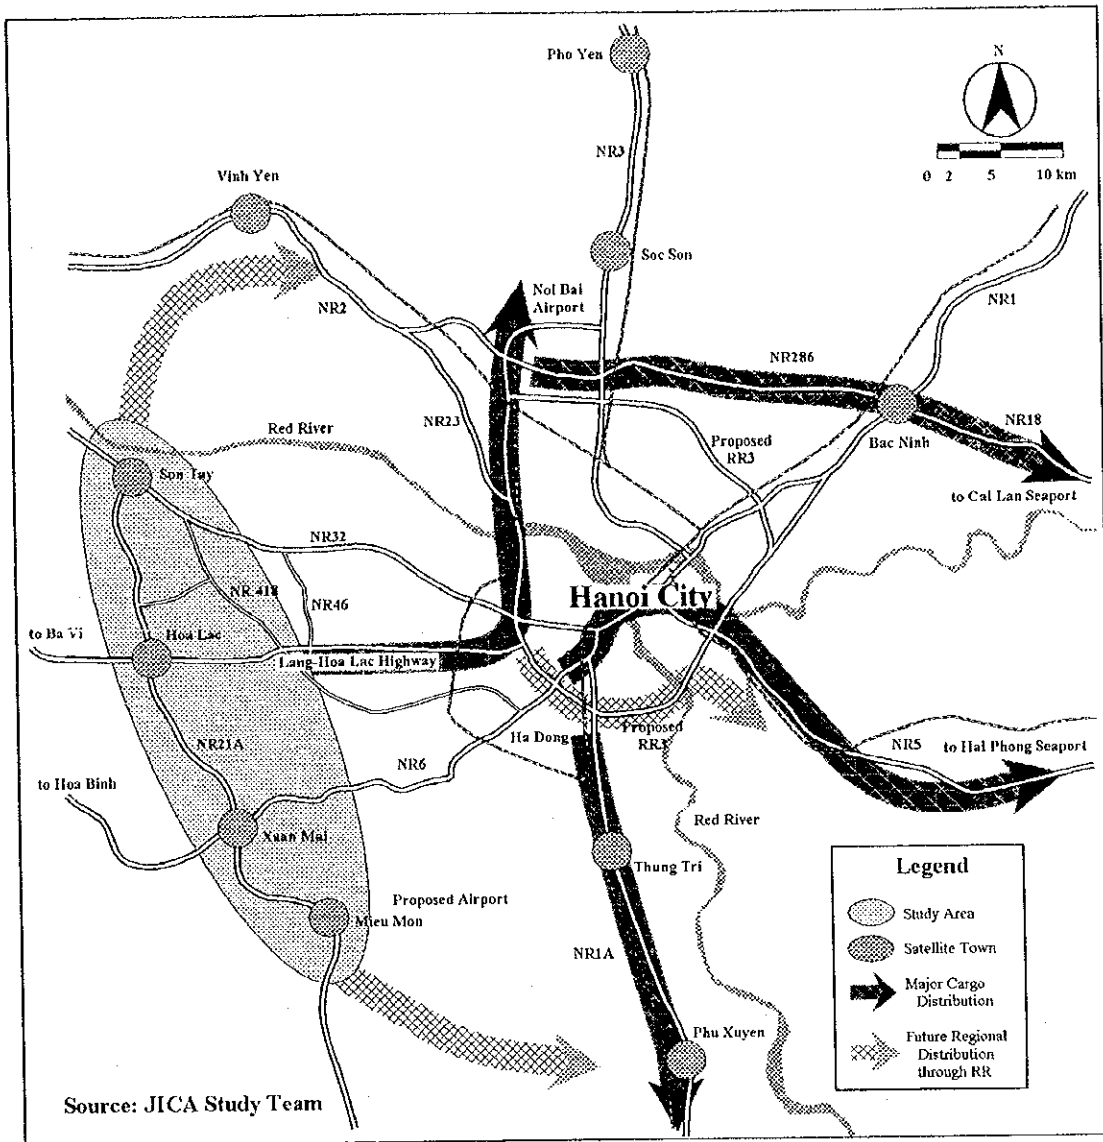 Pho Yen
N
NR3
0 2 5 10 km
Vinh Yen
Soc Son
NR1
Noi Bai
Airport
NR2
NR286
NR23
Red River
Proposed
RR3
Bac Ninh
NR18
Son Tay
to Cai Lan Seaport
NR32
NR 418
NR46
Hanoi City
to Ba Vi
Hoa Lac
Lang-Hoa Lac Highway
NR21A
Ha Dong
Proposed
RR3
NR5
to Hai Phong Seaport
NR6
to Hoa Binh
Red River
Xuan Mai
Thung Tri
Legend
Proposed Airport
Mieu Mon
Study Area
Satellite Town
NR1A
Major Cargo
Distribution
Phu Xuyen
Future Regional
Distribution
through RR
Source: JICA Study Team